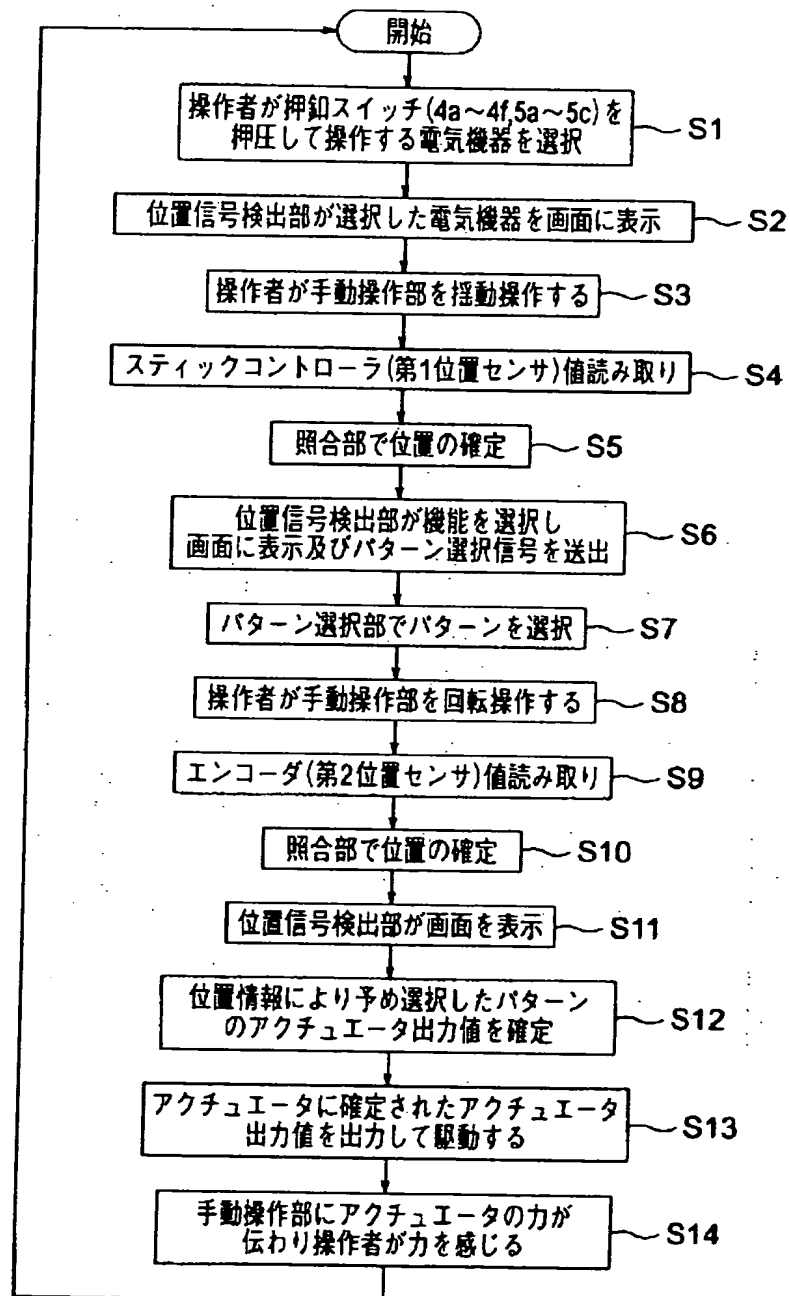 開始
操作者が押釦スイッチ(4a～4f,5a～5c)を
押圧して操作する電気機器を選択
S1
位置信号検出部が選択した電気機器を画面に表示
S2
操作者が手動操作部を揺動操作する
S3
スティックコントローラ(第1位置センサ)値読み取り
S4
照合部で位置の確定
S5
位置信号検出部が機能を選択し
画面に表示及びパターン選択信号を送出
S6
パターン選択部でパターンを選択
S7
操作者が手動操作部を回転操作する
S8
エンコーダ(第2位置センサ)値読み取り
S9
照合部で位置の確定
S10
位置信号検出部が画面を表示
S11
位置情報により予め選択したパターン
のアクチュエータ出力値を確定
S12
アクチュエータに確定されたアクチュエータ
出力値を出力して駆動する
S13
手動操作部にアクチュエータの力が
伝わり操作者が力を感じる
S14